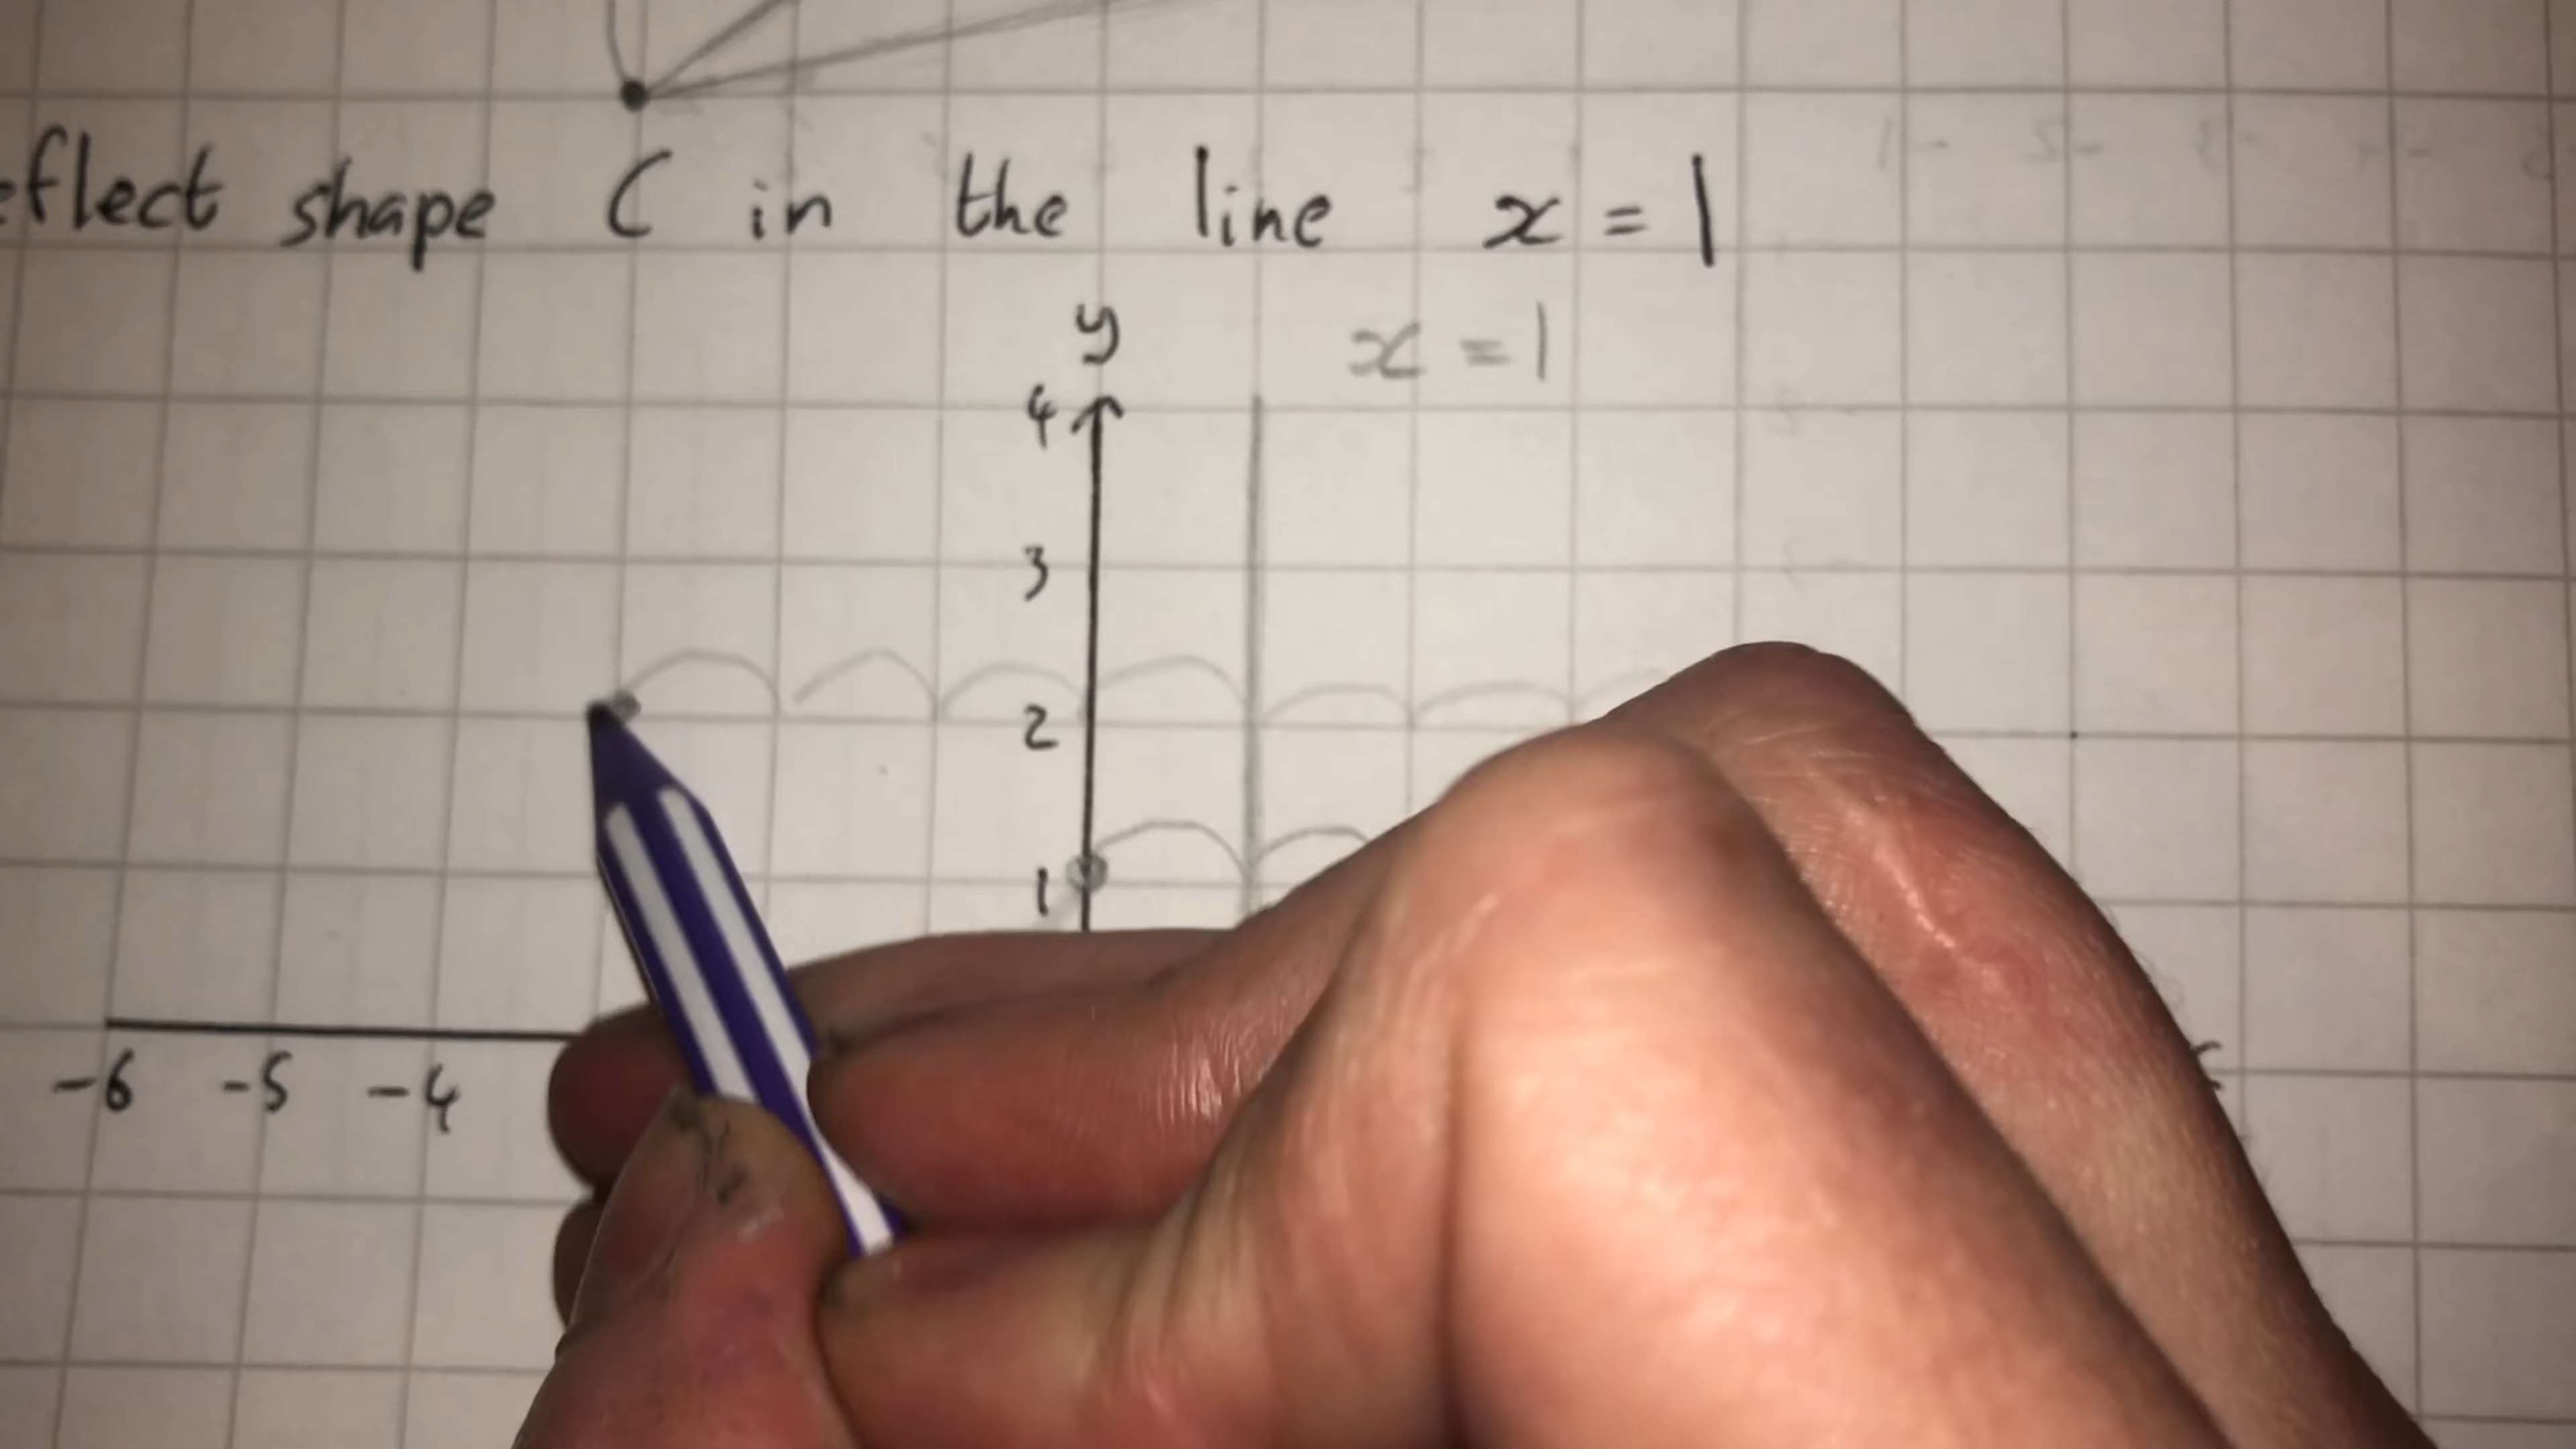 eflect shape C in the line x = 1
y
x = 1
4
3
2
1
-6 -5 -4